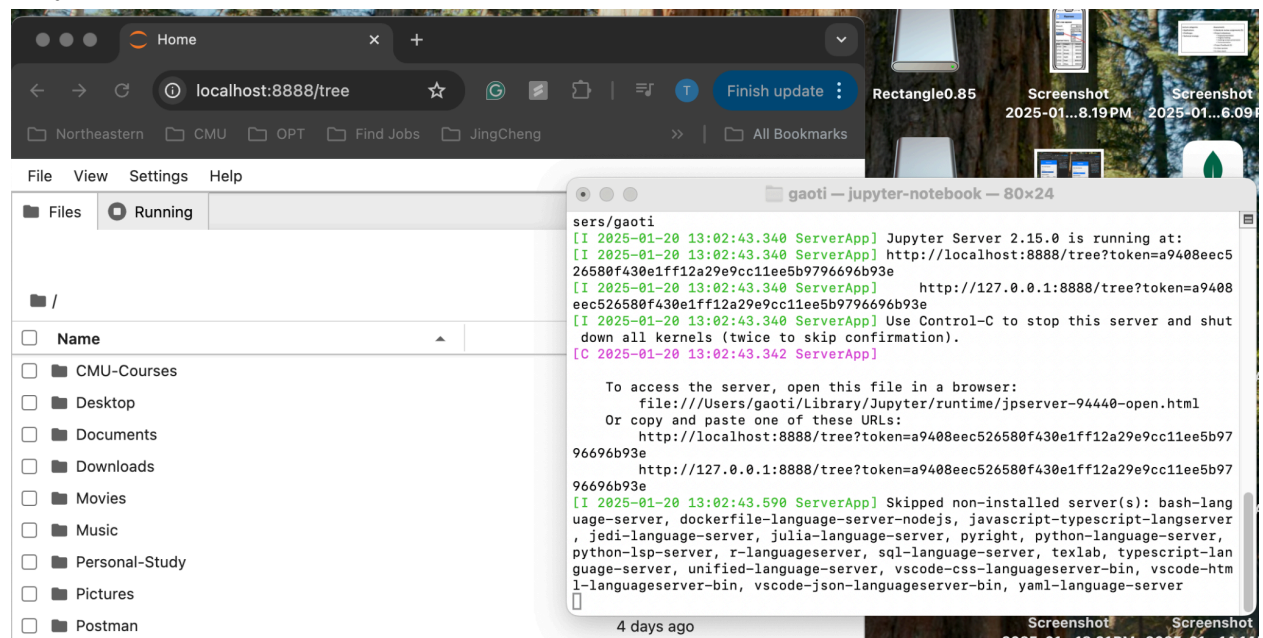 Home
localhost:8888/tree
Finish update
Northeastern CMU OPT Find Jobs JingCheng >> All Bookmarks
File View Settings Help
Files Running
/
Name
CMU-Courses
Desktop
Documents
Downloads
Movies
Music
Personal-Study
Pictures
Postman
4 days ago
Rectangle0.85
Screenshot
2025-01...8.19 PM
Screenshot
2025-01...6.09
gaoti — jupyter-notebook — 80×24
sers/gaoti
[I 2025-01-20 13:02:43.340 ServerApp] Jupyter Server 2.15.0 is running at:
[I 2025-01-20 13:02:43.340 ServerApp] http://localhost:8888/tree?token=a9408eec5
26580f430e1ff12a29e9cc11ee5b9796696b93e
[I 2025-01-20 13:02:43.340 ServerApp]     http://127.0.0.1:8888/tree?token=a9408
eec526580f430e1ff12a29e9cc11ee5b9796696b93e
[I 2025-01-20 13:02:43.340 ServerApp] Use Control-C to stop this server and shut
down all kernels (twice to skip confirmation).
[C 2025-01-20 13:02:43.342 ServerApp]
To access the server, open this file in a browser:
file:///Users/gaoti/Library/Jupyter/runtime/jpserver-94440-open.html
Or copy and paste one of these URLs:
http://localhost:8888/tree?token=a9408eec526580f430e1ff12a29e9cc11ee5b97
96696b93e
http://127.0.0.1:8888/tree?token=a9408eec526580f430e1ff12a29e9cc11ee5b97
96696b93e
[I 2025-01-20 13:02:43.590 ServerApp] Skipped non-installed server(s): bash-lang
uage-server, dockerfile-language-server-nodejs, javascript-typescript-langserver
, jedi-language-server, julia-language-server, pyright, python-language-server,
python-lsp-server, r-languageserver, sql-language-server, texlab, typescript-lan
guage-server, unified-language-server, vscode-css-languageserver-bin, vscode-htm
l-languageserver-bin, vscode-json-languageserver-bin, yaml-language-server
Screenshot
Screenshot